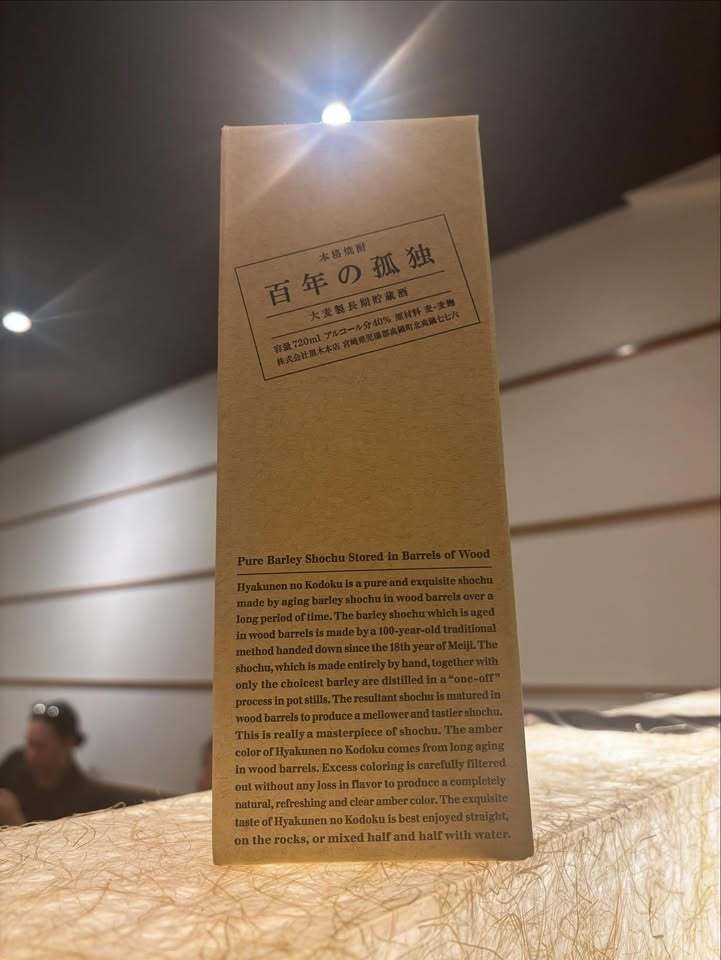 本格焼酎
百年の孤独
大麦製長期貯蔵酒
容量720ml アルコール分40% 原材料 麦・麦麹
株式会社黒木本店 宮崎県児湯郡高鍋町北高鍋七七六
Pure Barley Shochu Stored in Barrels of Wood
Hyakunen no Kodoku is a pure and exquisite shochu
made by aging barley shochu in wood barrels over a
long period of time. The barley shochu which is aged
in wood barrels is made by a 100-year-old traditional
method handed down since the 18th year of Meiji. The
shochu, which is made entirely by hand, together with
only the choicest barley are distilled in a “one-off”
process in pot stills. The resultant shochu is matured in
wood barrels to produce a mellower and tastier shochu.
This is really a masterpiece of shochu. The amber
color of Hyakunen no Kodoku comes from long aging
in wood barrels. Excess coloring is carefully filtered
out without any loss in flavor to produce a completely
natural, refreshing and clear amber color. The exquisite
taste of Hyakunen no Kodoku is best enjoyed straight,
on the rocks, or mixed half and half with water.